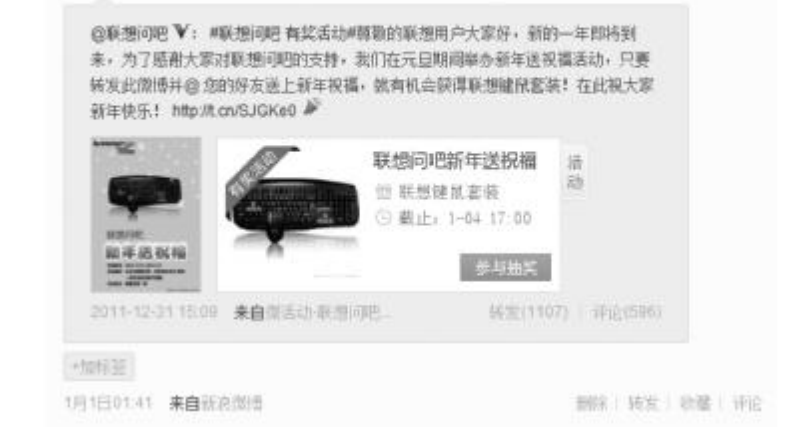 @联想问吧 V：#联想问吧 有奖活动#尊敬的联想用户大家好，新的一年即将到
来，为了感谢大家对联想问吧的支持，我们在元旦期间举办新年送祝福活动，只要
转发此微博并@ 您的好友送上新年祝福，就有机会获得联想键鼠套装！在此祝大家
新年快乐！ http://t.cn/SJGKe0
有奖活动
联想问吧新年送祝福
联想键鼠套装
截止：1-04 17:00
参与抽奖
活动
联想问吧
新年送祝福
2011-12-31 15:09 来自微活动-联想问吧... 转发(1107) | 评论(596)
+加标签
1月1日01:41 来自新浪微博 删除 | 转发 | 收藏 | 评论